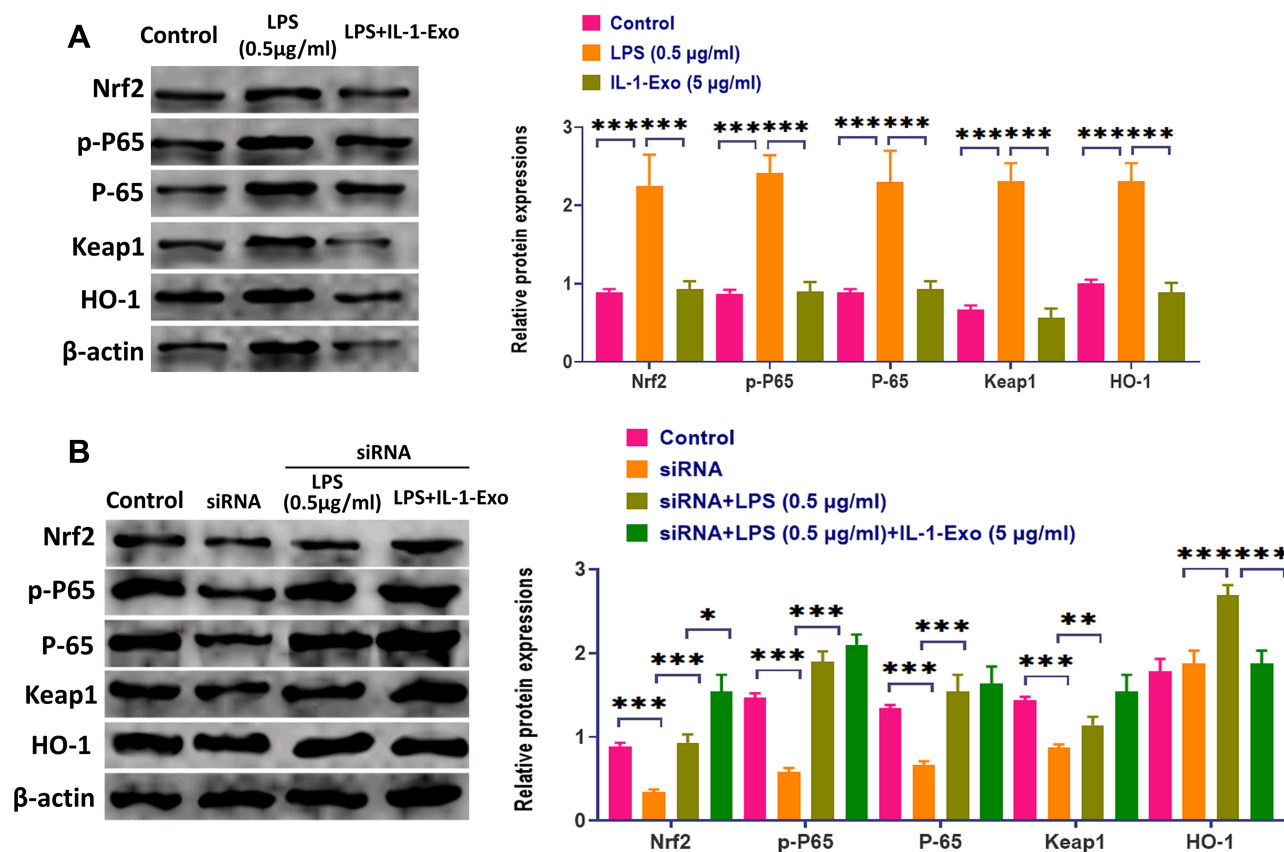 A
Control
LPS
(0.5µg/ml)
LPS+IL-1-Exo
Nrf2
p-P65
P-65
Keap1
HO-1
β-actin
Control
LPS (0.5 µg/ml)
IL-1-Exo (5 µg/ml)
Relative protein expressions
3
2
1
0
*** *** *** *** *** *** *** *** *** ***
Nrf2 p-P65 P-65 Keap1 HO-1
B
siRNA
Control
siRNA
LPS
(0.5µg/ml)
LPS+IL-1-Exo
Nrf2
p-P65
P-65
Keap1
HO-1
β-actin
Control
siRNA
siRNA+LPS (0.5 µg/ml)
siRNA+LPS (0.5 µg/ml)+IL-1-Exo (5 µg/ml)
Relative protein expressions
3
2
1
0
*** *** * *** *** *** *** *** ** *** ***
Nrf2 p-P65 P-65 Keap1 HO-1